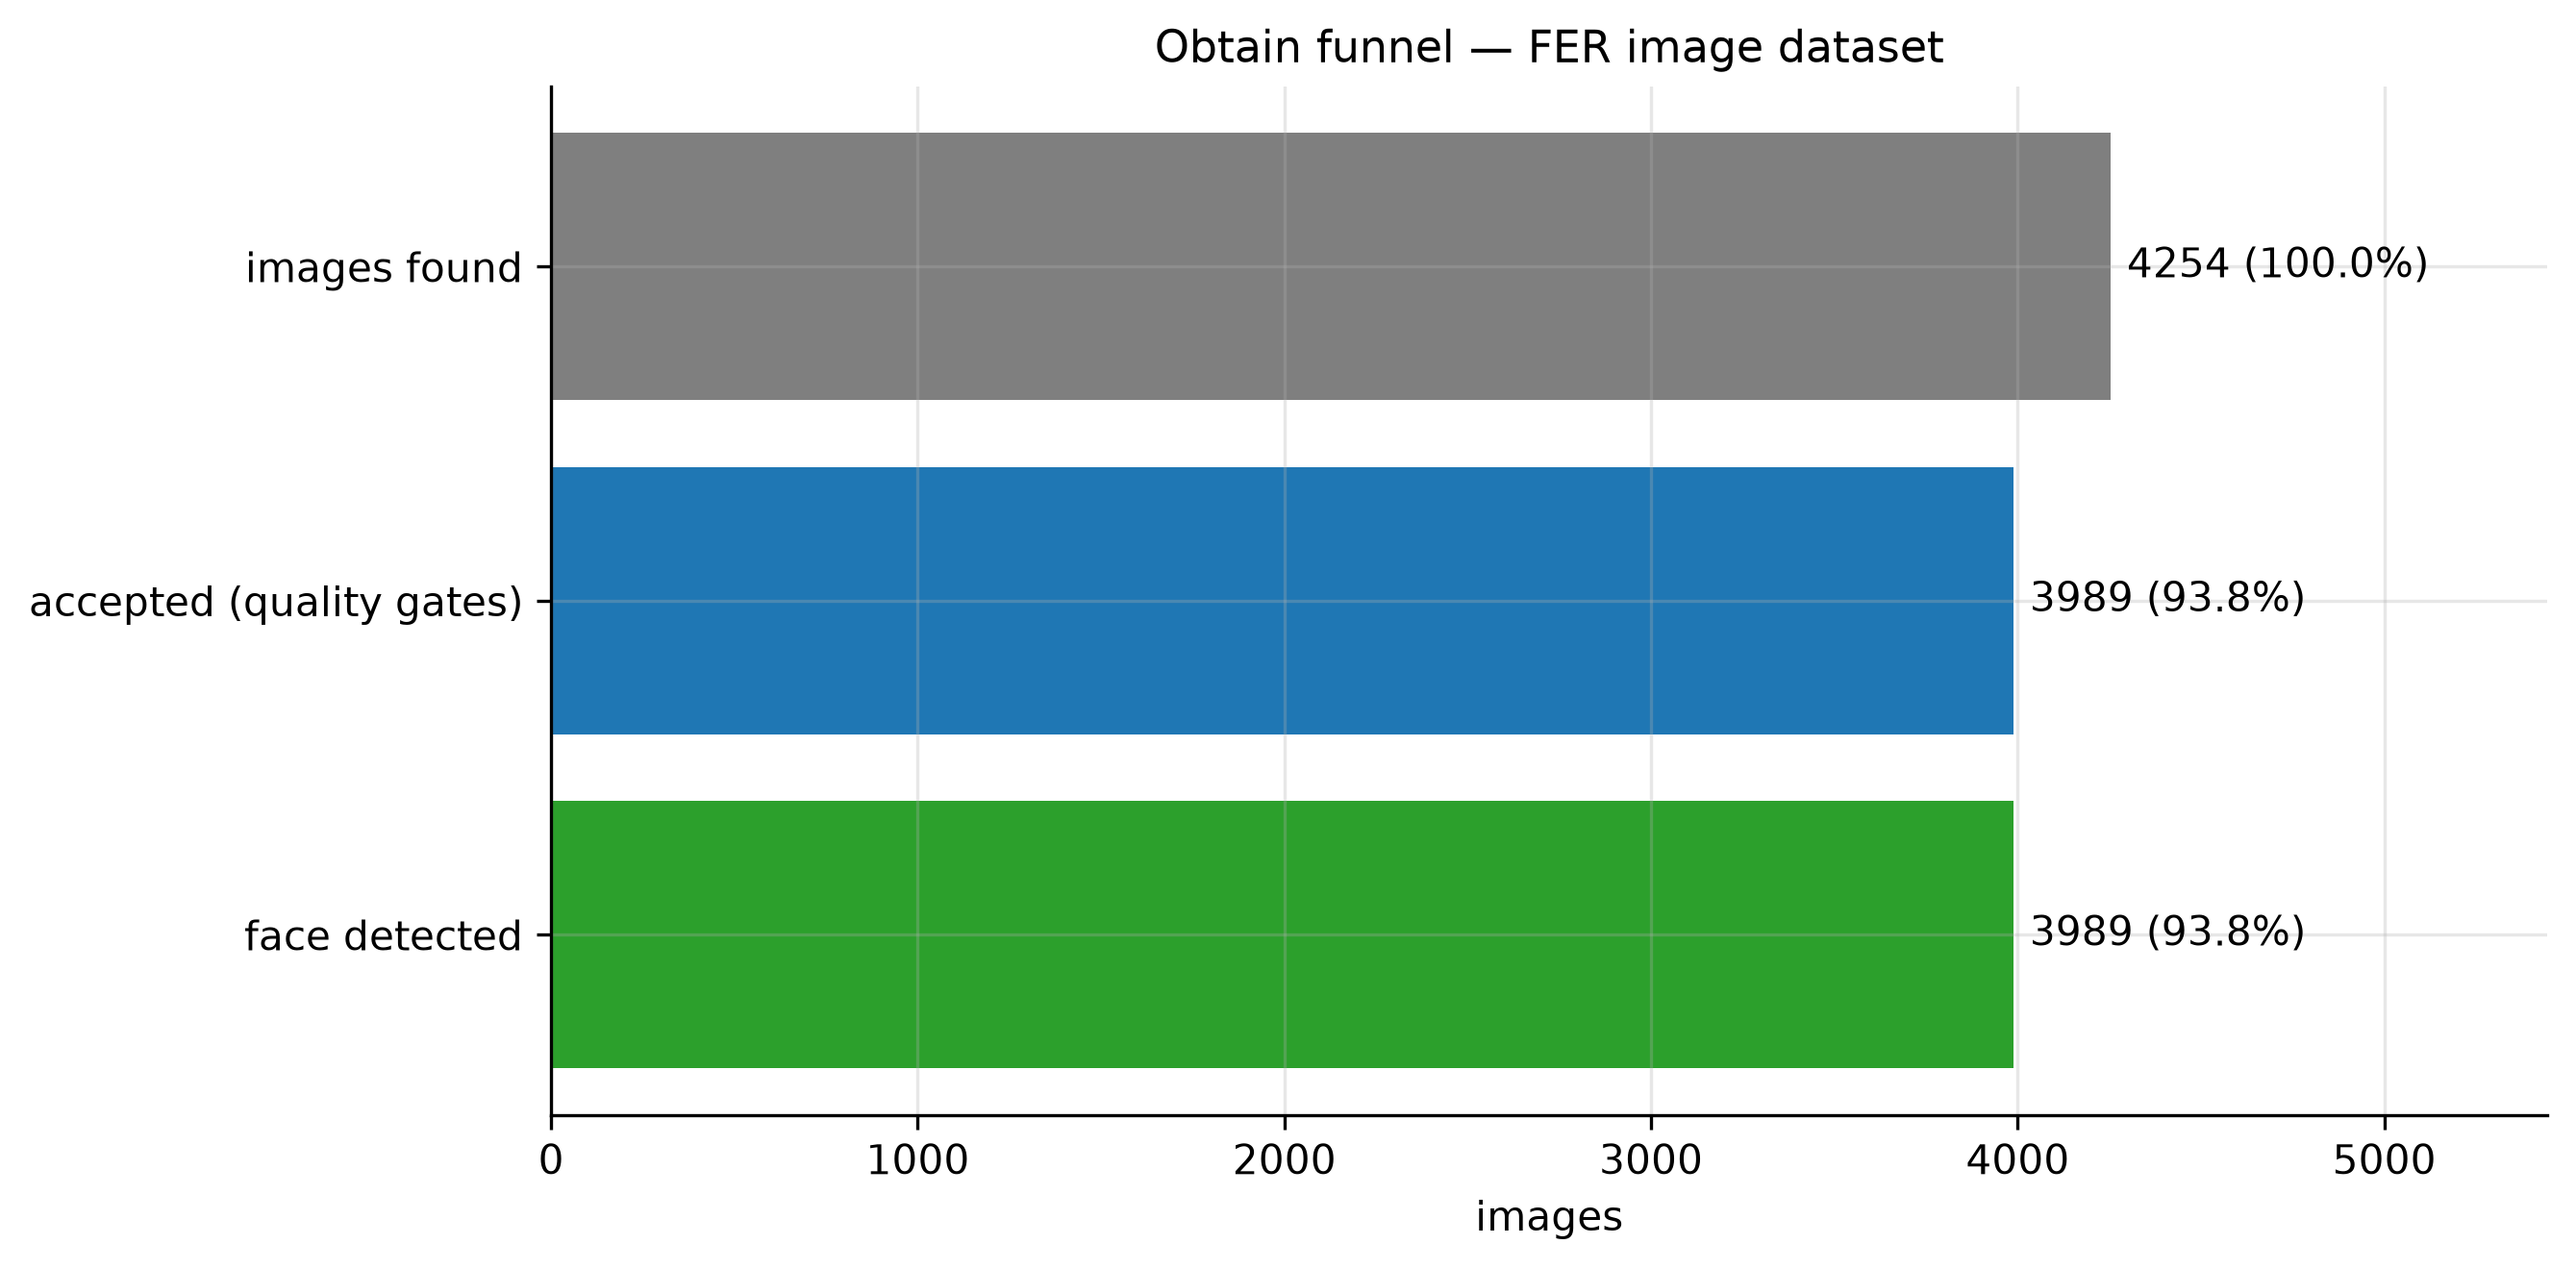 Obtain funnel — FER image dataset
images found
4254 (100.0%)
accepted (quality gates)
3989 (93.8%)
face detected
3989 (93.8%)
0 1000 2000 3000 4000 5000
images